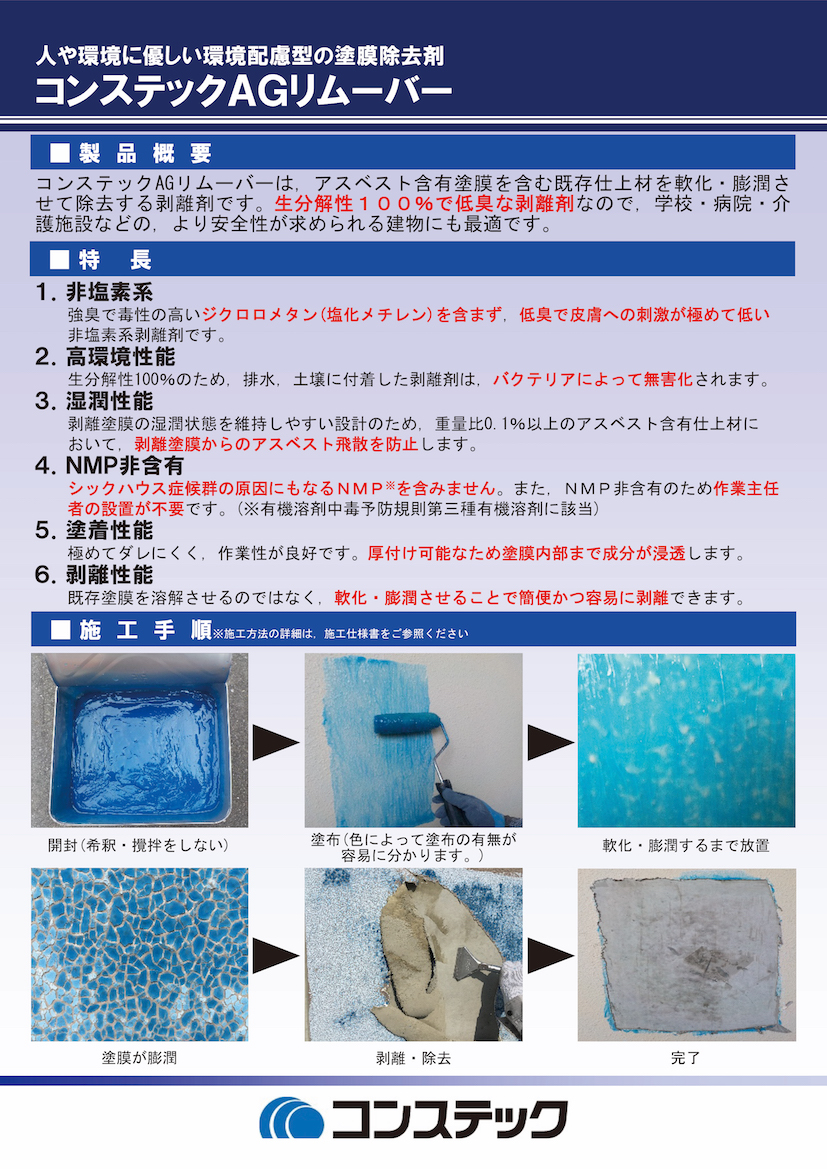 人や環境に優しい環境配慮型の塗膜除去剤
コンステックAGリムーバー
■製品概要
コンステックAGリムーバーは，アスベスト含有塗膜を含む既存仕上材を軟化・膨潤さ
せて除去する剥離剤です。生分解性１００％で低臭な剥離剤なので，学校・病院・介
護施設などの，より安全性が求められる建物にも最適です。
■特　長
1．非塩素系
強臭で毒性の高いジクロロメタン(塩化メチレン)を含まず，低臭で皮膚への刺激が極めて低い
非塩素系剥離剤です。
2．高環境性能
生分解性100%のため，排水，土壌に付着した剥離剤は，バクテリアによって無害化されます。
3．湿潤性能
剥離塗膜の湿潤状態を維持しやすい設計のため，重量比0.1%以上のアスベスト含有仕上材に
おいて，剥離塗膜からのアスベスト飛散を防止します。
4．NMP非含有
シックハウス症候群の原因にもなるＮＭＰ※を含みません。また，ＮＭＰ非含有のため作業主任
者の設置が不要です。(※有機溶剤中毒予防規則第三種有機溶剤に該当)
5．塗着性能
極めてダレにくく，作業性が良好です。厚付け可能なため塗膜内部まで成分が浸透します。
6．剥離性能
既存塗膜を溶解させるのではなく，軟化・膨潤させることで簡便かつ容易に剥離できます。
■施工手順※施工方法の詳細は，施工仕様書をご参照ください
開封(希釈・攪拌をしない)
塗布(色によって塗布の有無が
容易に分かります。)
軟化・膨潤するまで放置
塗膜が膨潤
剥離・除去
完了
コンステック